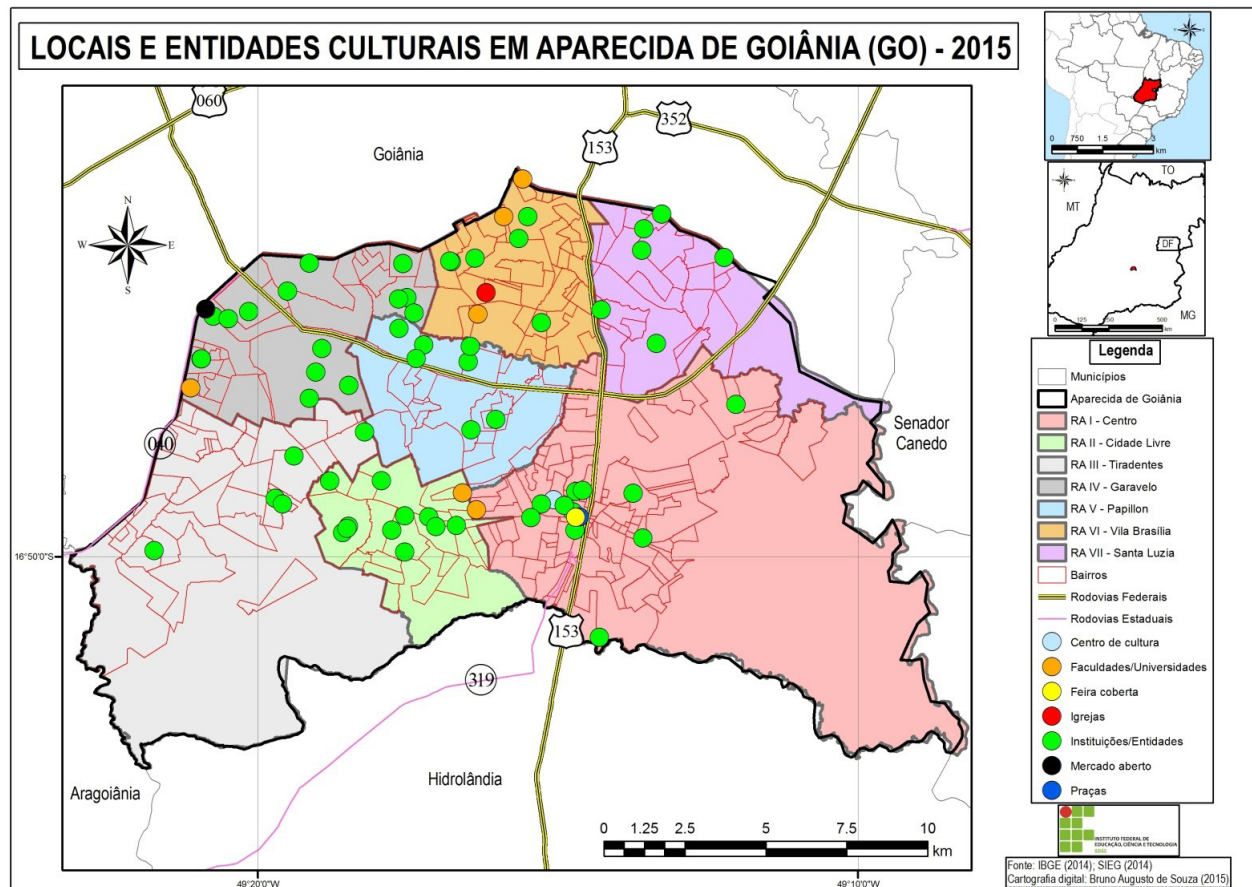 LOCAIS E ENTIDADES CULTURAIS EM APARECIDA DE GOIÂNIA (GO) - 2015
060
352
153
Goiânia
N
W
E
S
040
Senador
Canedo
16°50'0"S
153
319
Aragoiânia
Hidrolândia
0 1.25 2.5 5 7.5 10
km
49°20'0"W
49°10'0"W
0 750 1.5 3
km
TO
MT
DF
MG
0 125 250 500
km
Legenda
Municípios
Aparecida de Goiânia
RA I - Centro
RA II - Cidade Livre
RA III - Tiradentes
RA IV - Garavelo
RA V - Papillon
RA VI - Vila Brasília
RA VII - Santa Luzia
Bairros
Rodovias Federais
Rodovias Estaduais
Centro de cultura
Faculdades/Universidades
Feira coberta
Igrejas
Instituições/Entidades
Mercado aberto
Praças
INSTITUTO FEDERAL DE
EDUCAÇÃO, CIÊNCIA E TECNOLOGIA
GOIÁS
Fonte: IBGE (2014); SIEG (2014)
Cartografia digital: Bruno Augusto de Souza (2015)